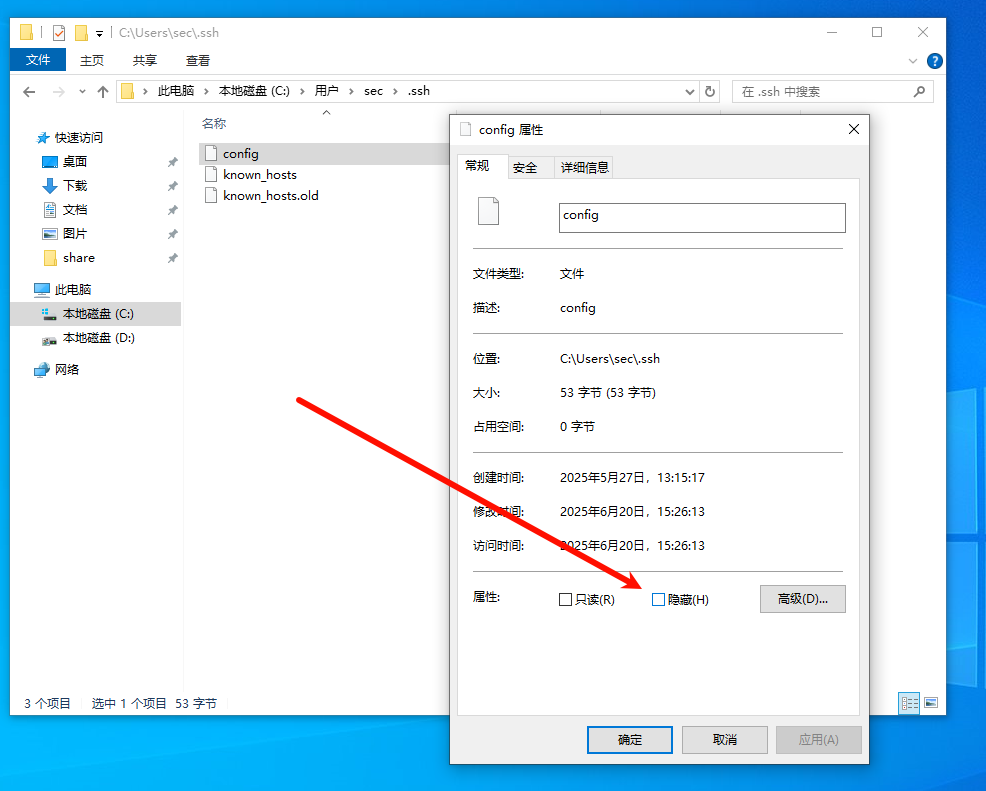 C:\Users\sec\.ssh
文件 主页 共享 查看
此电脑 本地磁盘 (C:) 用户 sec .ssh
在 .ssh 中搜索
快速访问
桌面
下载
文档
图片
share
此电脑
本地磁盘 (C:)
本地磁盘 (D:)
网络
名称
config
known_hosts
known_hosts.old
3 个项目 选中 1 个项目 53 字节
config 属性
常规 安全 详细信息
config
文件类型: 文件
描述: config
位置: C:\Users\sec\.ssh
大小: 53 字节 (53 字节)
占用空间: 0 字节
创建时间: 2025年5月27日，13:15:17
修改时间: 2025年6月20日，15:26:13
访问时间: 2025年6月20日，15:26:13
属性: 只读(R) 隐藏(H) 高级(D)...
确定 取消 应用(A)